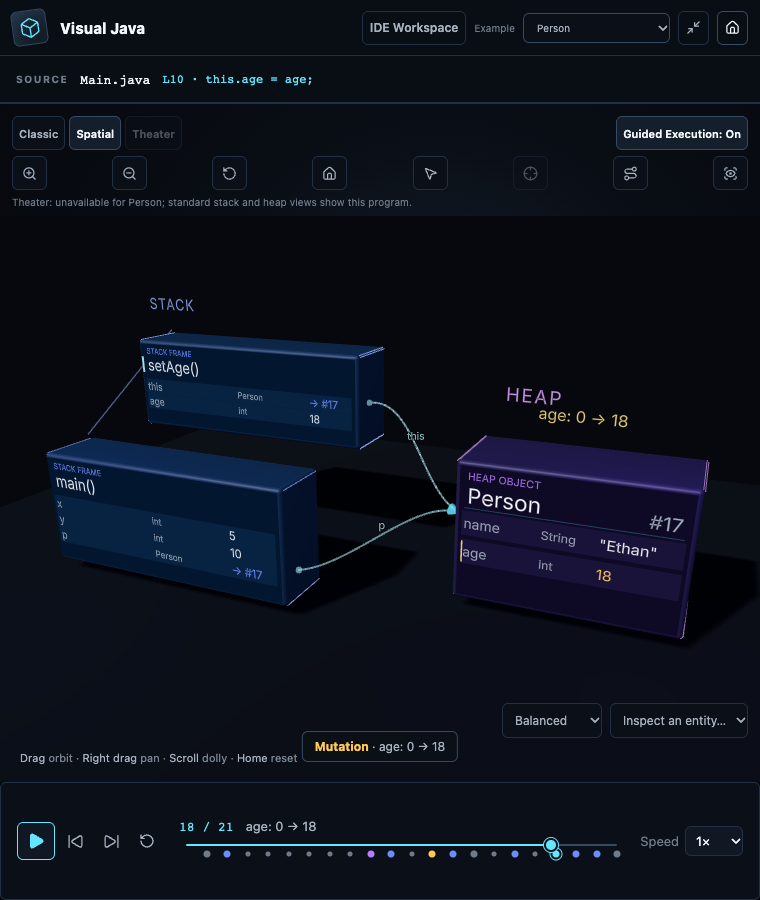 Visual Java
IDE Workspace
Example
Person
SOURCE Main.java L10 · this.age = age;
Classic
Spatial
Theater
Guided Execution: On
Theater: unavailable for Person; standard stack and heap views show this program.
STACK
STACK FRAME
setAge()
this Person → #17
age int 18
STACK FRAME
main()
x int 5
y int 10
p Person → #17
this
p
HEAP
age: 0 → 18
HEAP OBJECT
Person
#17
name String "Ethan"
age int 18
Balanced
Inspect an entity...
Drag orbit · Right drag pan · Scroll dolly · Home reset
Mutation · age: 0 → 18
18 / 21 age: 0 → 18
Speed
1×